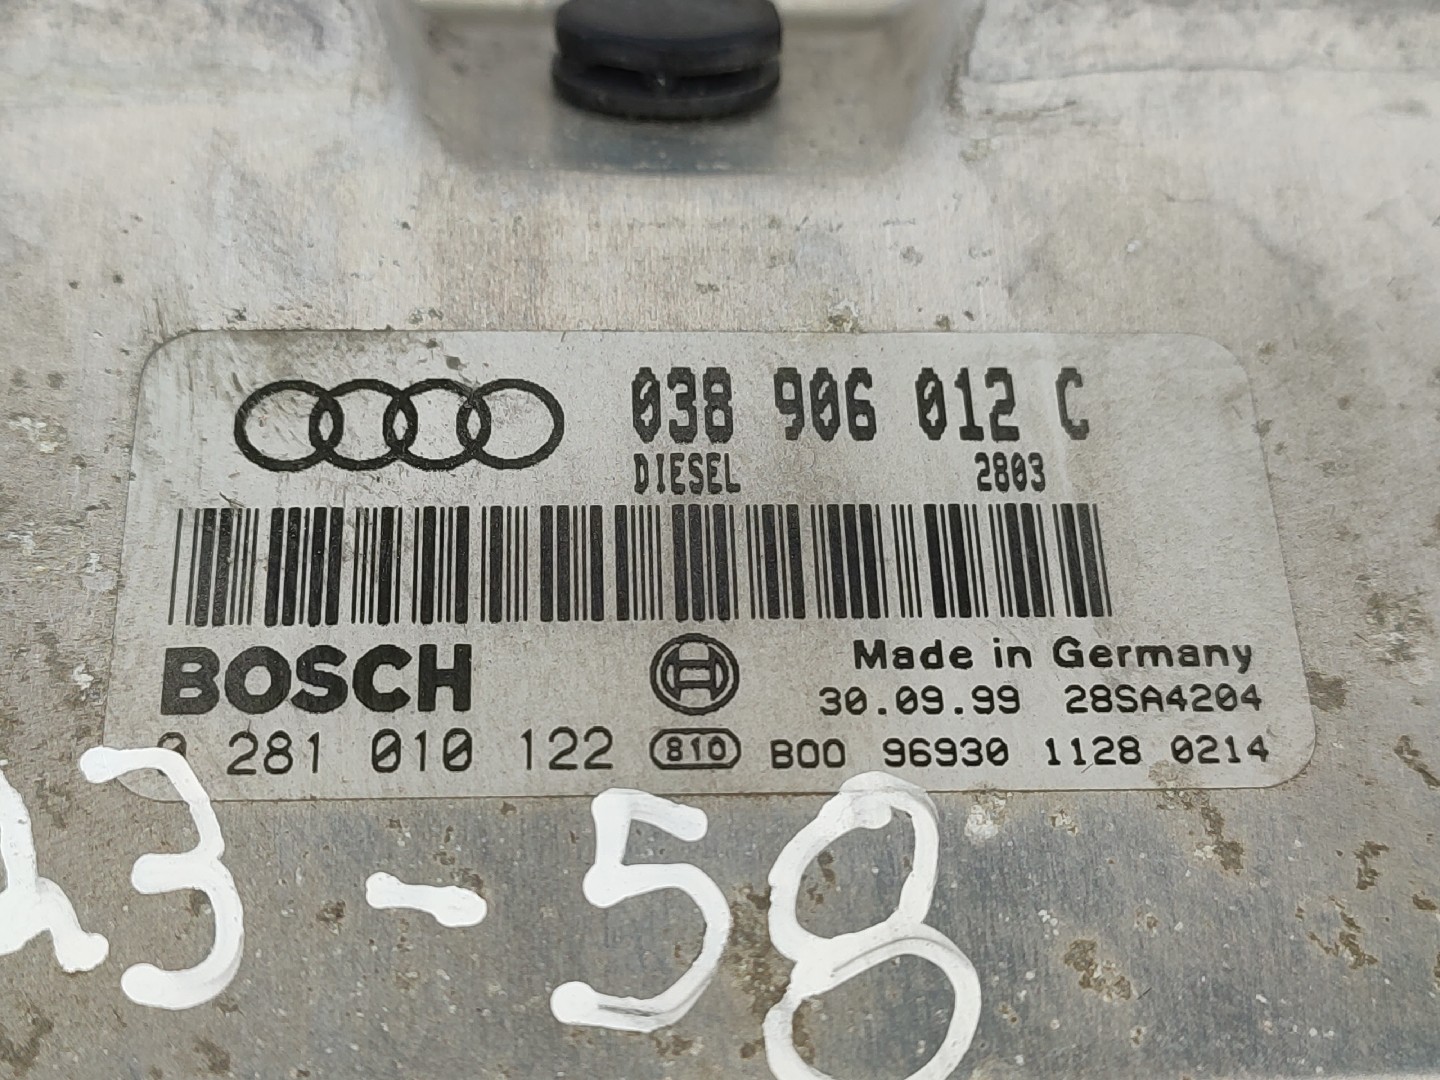 038 906 012 C
DIESEL 2803
BOSCH
Made in Germany
30.09.99 28SA4204
0 281 010 122 810 B00 96930 1128 0214
3-58